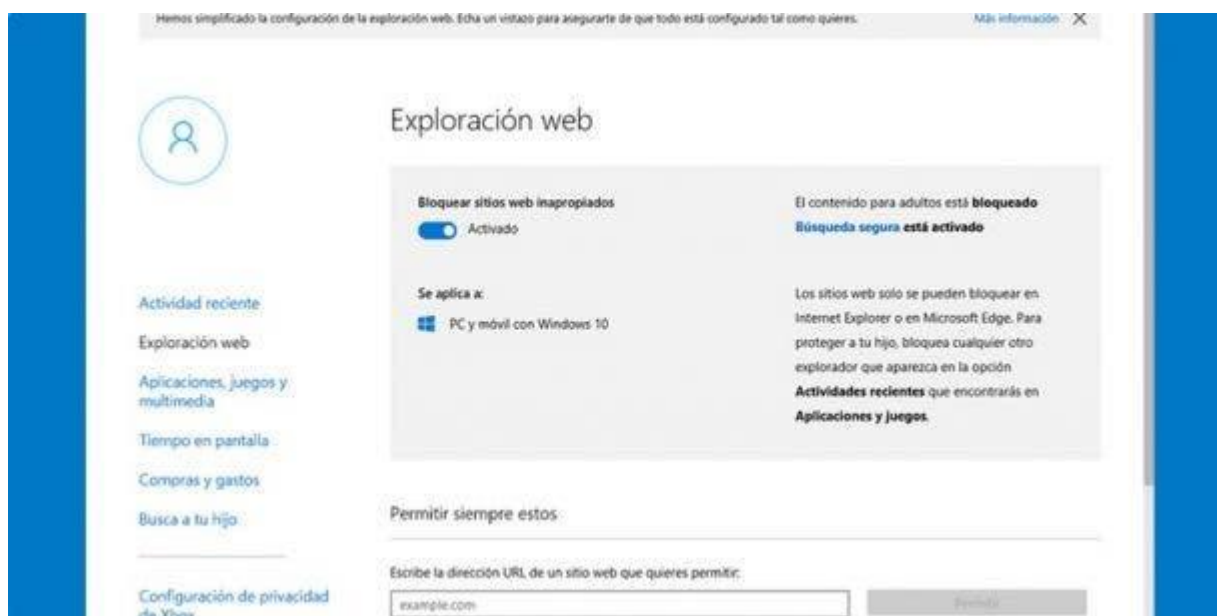 Hemos simplificado la configuración de la exploración web. Echa un vistazo para asegurarte de que todo está configurado tal como quieres.
Más información
Exploración web
Bloquear sitios web inapropiados
Activado
El contenido para adultos está bloqueado
Búsqueda segura está activado
Se aplica a:
PC y móvil con Windows 10
Los sitios web solo se pueden bloquear en
Internet Explorer o en Microsoft Edge. Para
proteger a tu hijo, bloquea cualquier otro
explorador que aparezca en la opción
Actividades recientes que encontrarás en
Aplicaciones y juegos.
Actividad reciente
Exploración web
Aplicaciones, juegos y
multimedia
Tiempo en pantalla
Compras y gastos
Busca a tu hijo
Configuración de privacidad
de Xbox
Permitir siempre estos
Escribe la dirección URL de un sitio web que quieres permitir:
example.com
Permitir